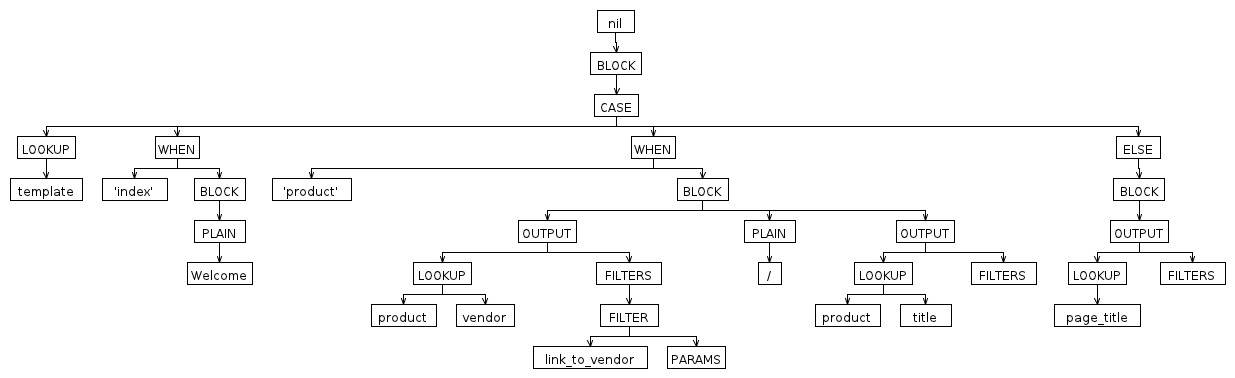 nil
BLOCK
CASE
LOOKUP WHEN WHEN ELSE
template 'index' BLOCK 'product' BLOCK BLOCK
PLAIN OUTPUT PLAIN OUTPUT OUTPUT
Welcome LOOKUP FILTERS / LOOKUP FILTERS LOOKUP FILTERS
product vendor FILTER product title page_title
link_to_vendor PARAMS